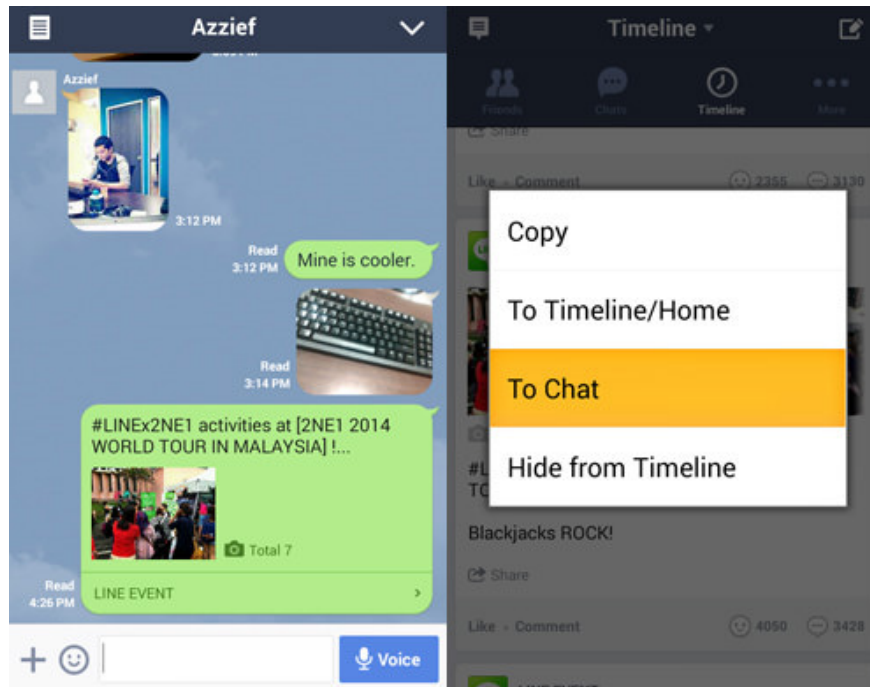 Azzief
Azzief
3:12 PM
Read
3:12 PM
Mine is cooler.
Read
3:14 PM
#LINEx2NE1 activities at [2NE1 2014
WORLD TOUR IN MALAYSIA] !...
Total 7
LINE EVENT
Read
4:26 PM
Voice
Timeline
Friends
Chats
Timeline
More
Share
Like Comment
2355
3130
Copy
To Timeline/Home
To Chat
Hide from Timeline
Blackjacks ROCK!
Share
Like Comment
4050
3428